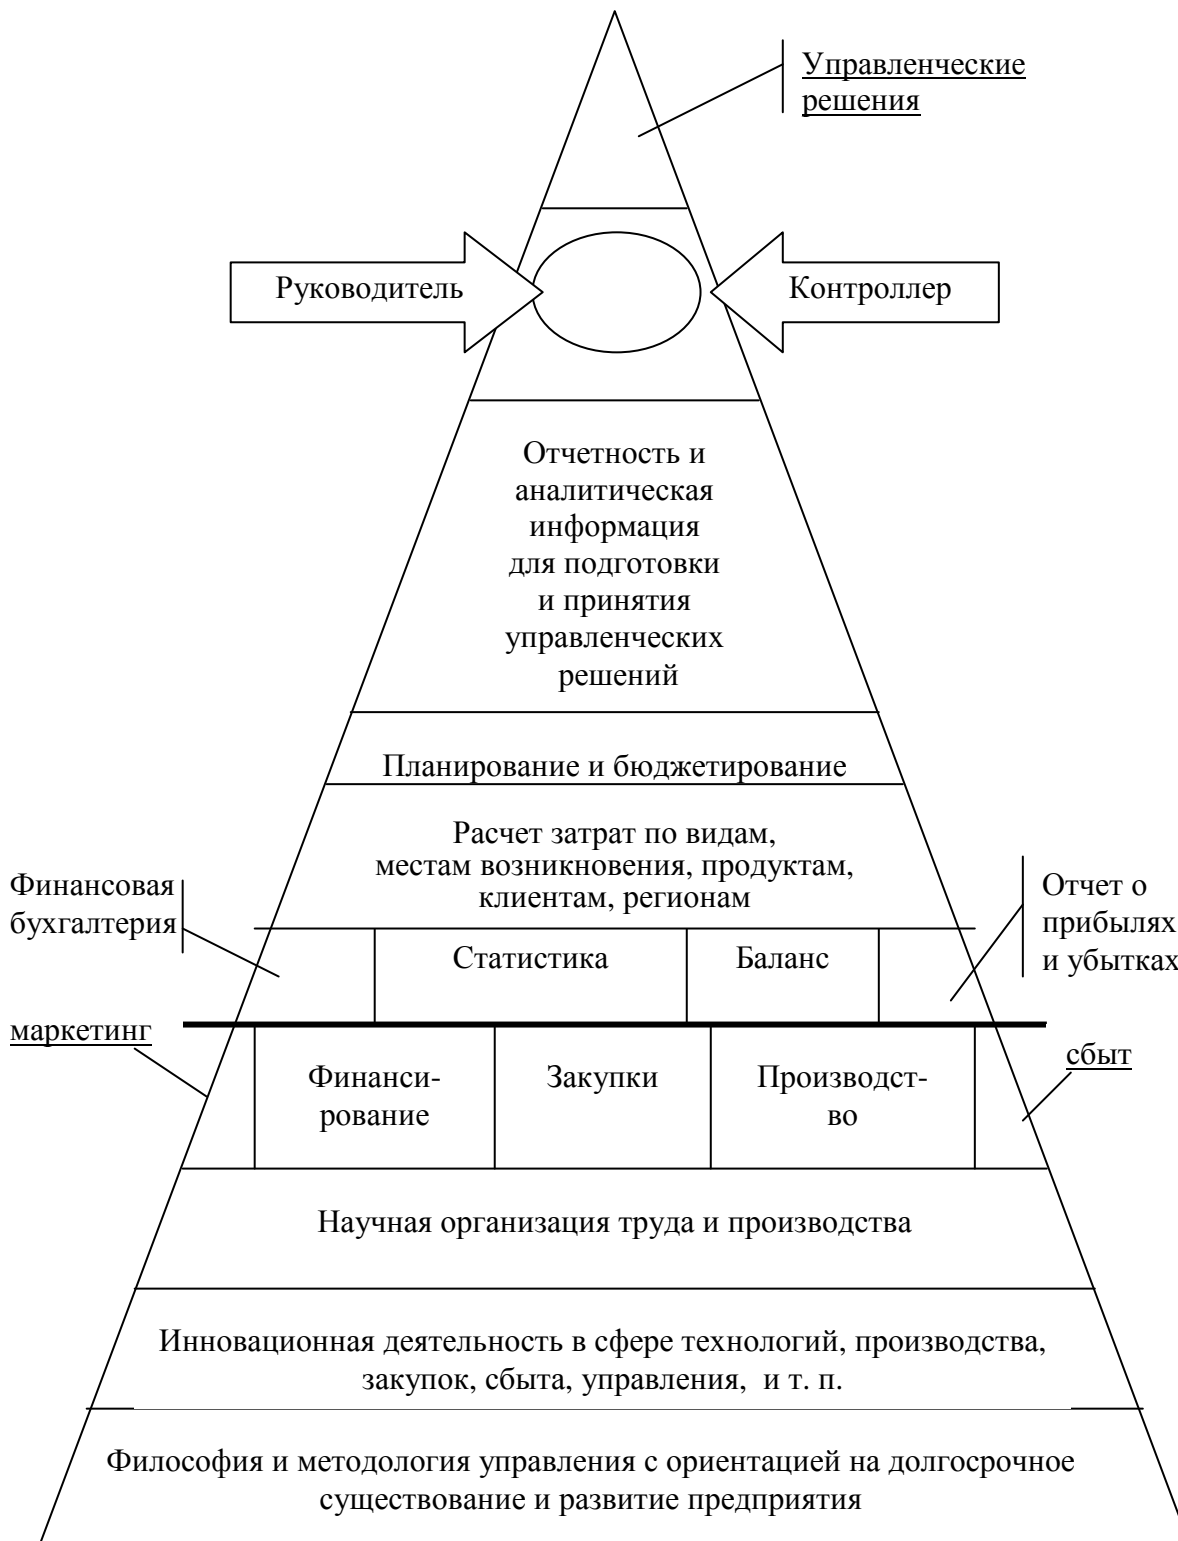 Управленческие
решения
Руководитель
Контроллер
Отчетность и
аналитическая
информация
для подготовки
и принятия
управленческих
решений
Планирование и бюджетирование
Расчет затрат по видам,
местам возникновения, продуктам,
клиентам, регионам
Финансовая
бухгалтерия
Статистика
Баланс
Отчет о
прибылях
и убытках
маркетинг
Финанси-
рование
Закупки
Производст-
во
сбыт
Научная организация труда и производства
Инновационная деятельность в сфере технологий, производства,
закупок, сбыта, управления, и т. п.
Философия и методология управления с ориентацией на долгосрочное
существование и развитие предприятия